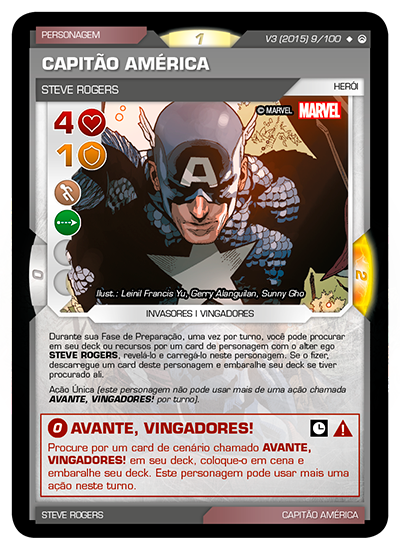 PERSONAGEM
1
V3 (2015) 9/100
CAPITÃO AMÉRICA
STEVE ROGERS
HERÓI
© MARVEL MARVEL
4
1
A
0
2
Ilust.: Leinil Francis Yu, Gerry Alanguilan, Sunny Gho
INVASORES | VINGADORES
Durante sua Fase de Preparação, uma vez por turno, você pode procurar
em seu deck ou recursos por um card de personagem com o alter ego
STEVE ROGERS, revelá-lo e carregá-lo neste personagem. Se o fizer,
descarregue um card deste personagem e embaralhe seu deck se tiver
procurado ali.
Ação Única (este personagem não pode usar mais de uma ação chamada
AVANTE, VINGADORES! por turno).
0 AVANTE, VINGADORES!
Procure por um card de cenário chamado AVANTE,
VINGADORES! em seu deck, coloque-o em cena e
embaralhe seu deck. Este personagem pode usar mais uma
ação neste turno.
STEVE ROGERS
CAPITÃO AMÉRICA